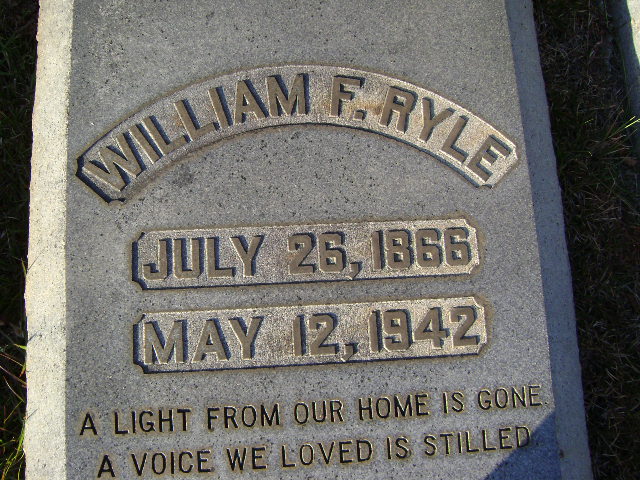 WILLIAM F. RYLE
JULY 26, 1866
MAY 12, 1942
A LIGHT FROM OUR HOME IS GONE.
A VOICE WE LOVED IS STILLED.